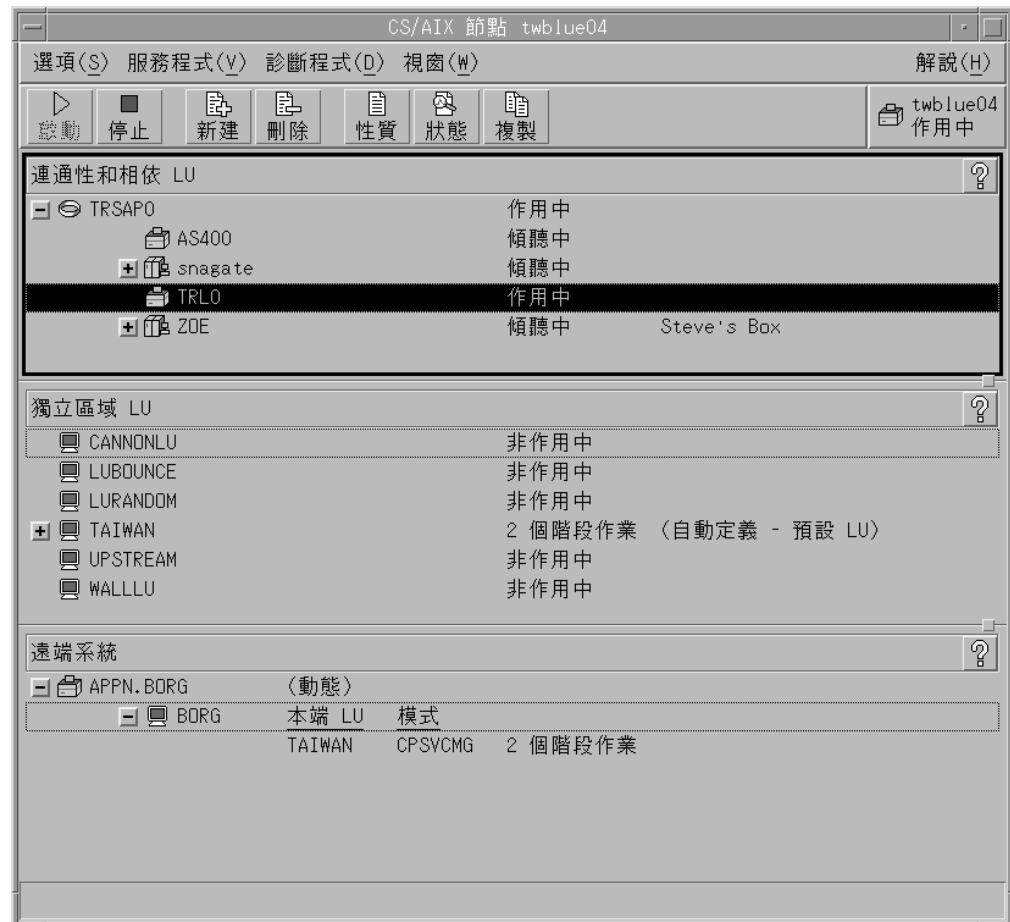 CS/AIX 節點 twblue04
選項(S) 服務程式(V) 診斷程式(D) 視窗(W) 解說(H)
啟動 停止 新建 刪除 性質 狀態 複製 twblue04 作用中
連通性和相依 LU
TRSAP0 作用中
AS400 傾聽中
snagate 傾聽中
TRL0 作用中
ZOE 傾聽中 Steve's Box
獨立區域 LU
CANNONLU 非作用中
LUBOUNCE 非作用中
LURANDOM 非作用中
TAIWAN 2 個階段作業 (自動定義 - 預設 LU)
UPSTREAM 非作用中
WALLLU 非作用中
遠端系統
APPN.BORG (動態)
BORG 本端 LU 模式
TAIWAN CPSVCMG 2 個階段作業